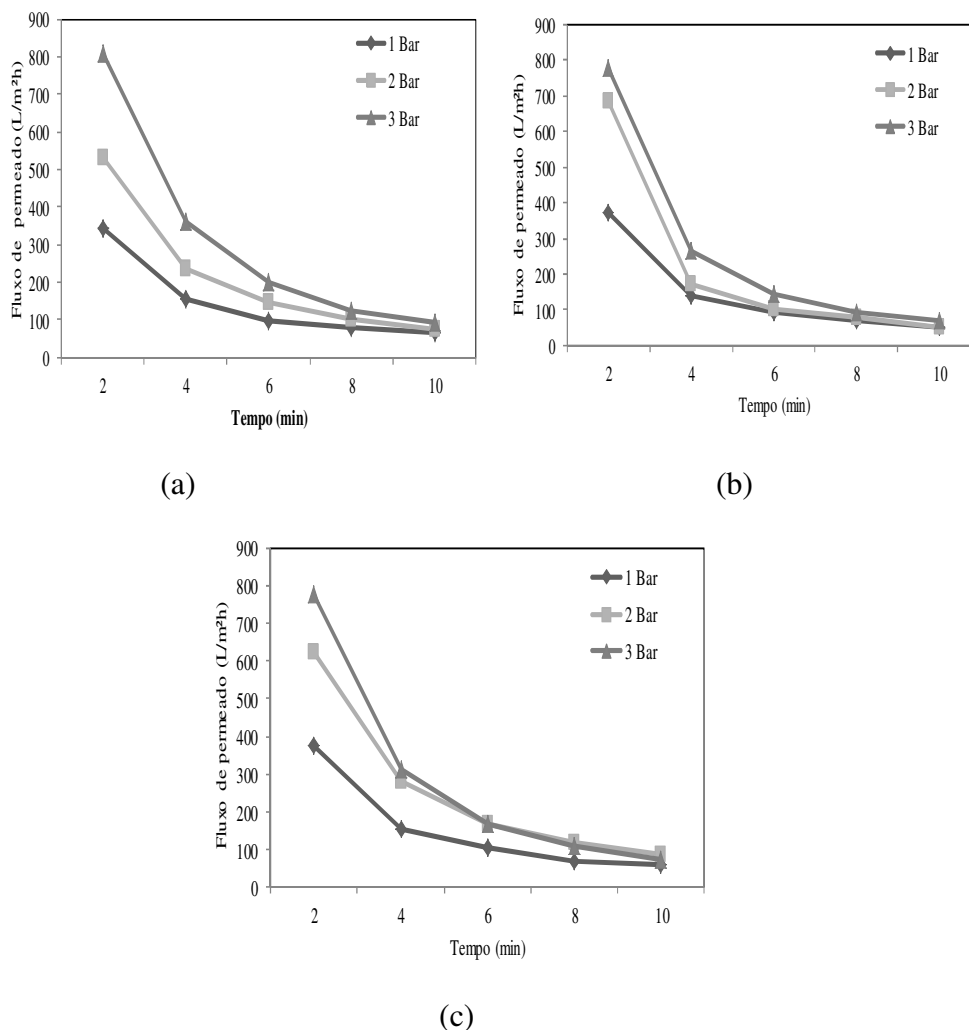 900
800
700
600
500
400
300
200
100
0
Fluxo de permeado (L/m²h)
1 Bar
2 Bar
3 Bar
2 4 6 8 10
Tempo (min)
(a)
900
800
700
600
500
400
300
200
100
0
Fluxo de permeado (L/m²h)
1 Bar
2 Bar
3 Bar
2 4 6 8 10
Tempo (min)
(b)
900
800
700
600
500
400
300
200
100
0
Fluxo de permeado (L/m²h)
1 Bar
2 Bar
3 Bar
2 4 6 8 10
Tempo (min)
(c)